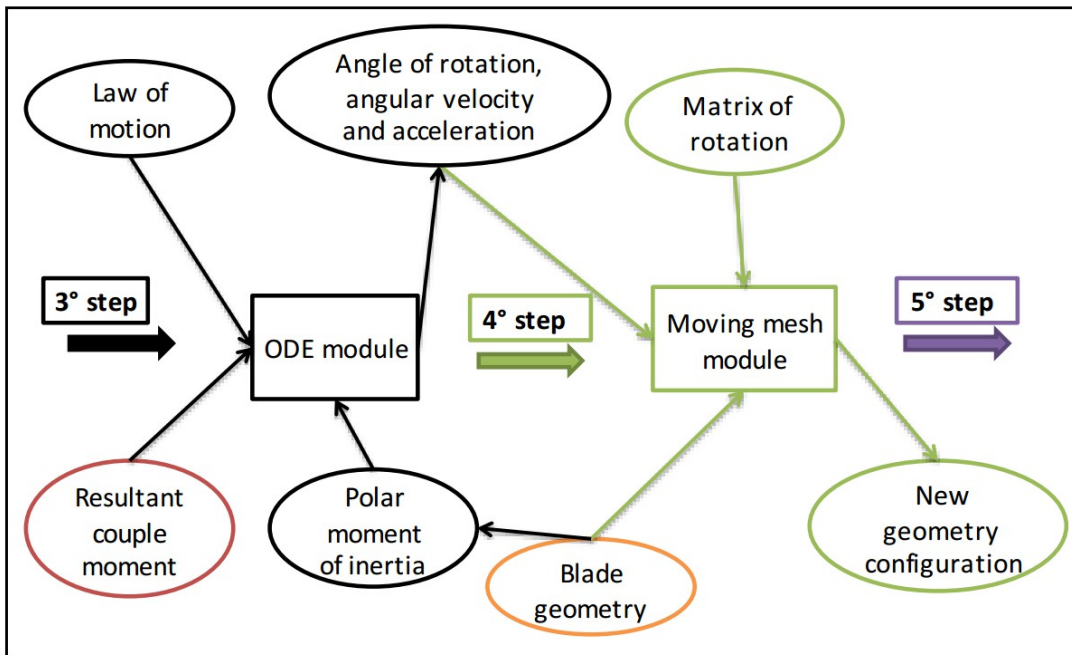 Law of
motion
Angle of rotation,
angular velocity
and acceleration
Matrix of
rotation
3° step
ODE module
4° step
Moving mesh
module
5° step
Resultant
couple
moment
Polar
moment
of inertia
Blade
geometry
New
geometry
configuration